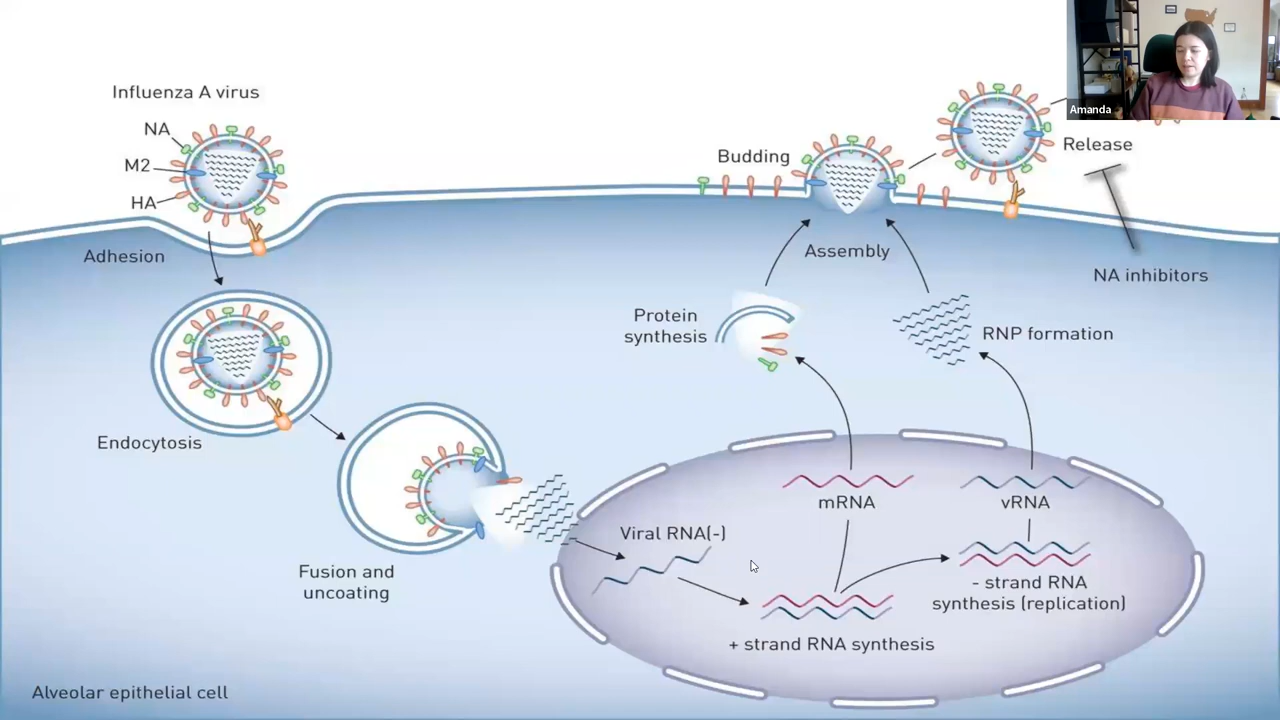 Amanda
Influenza A virus
NA
M2
HA
Adhesion
Endocytosis
Fusion and
uncoating
Budding
Release
Assembly
NA inhibitors
Protein
synthesis
RNP formation
mRNA
vRNA
Viral RNA(-)
- strand RNA
synthesis (replication)
+ strand RNA synthesis
Alveolar epithelial cell